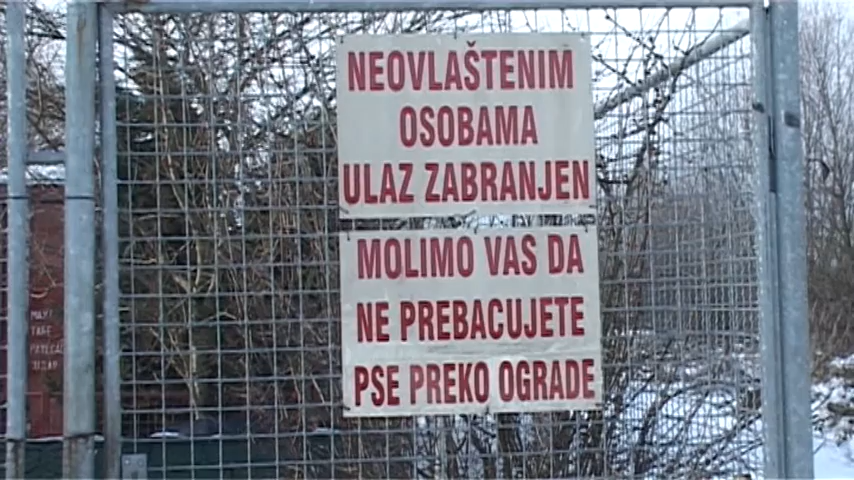 NEOVLAŠTENIM
OSOBAMA
ULAZ ZABRANJEN
MOLIMO VAS DA
NE PREBACUJETE
PSE PREKO OGRADE